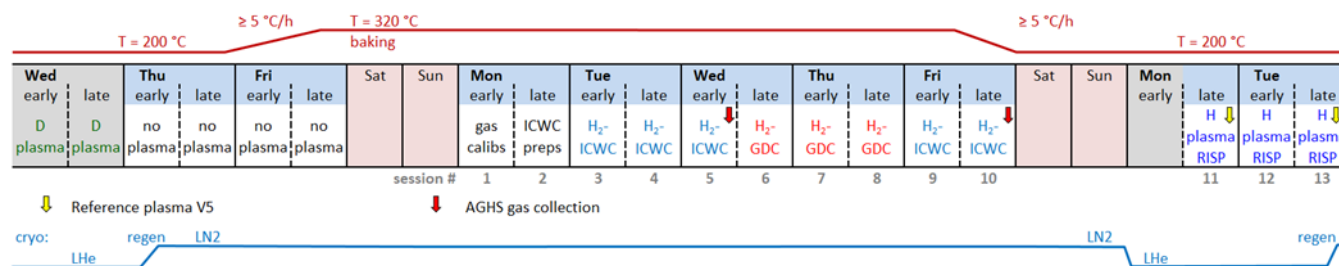 ≥ 5 °C/h T = 320 °C ≥ 5 °C/h
T = 200 °C baking T = 200 °C
Wed Thu Fri Sat Sun Mon Tue Wed Thu Fri Sat Sun Mon Tue
early late early late early late early late early late early late early late early late early late early late
D plasma
D plasma
no plasma
no plasma
no plasma
no plasma
gas calibs
ICWC preps
H₂-ICWC
H₂-ICWC
H₂-ICWC
H₂-GDC
H₂-GDC
H₂-GDC
H₂-ICWC
H₂-ICWC
H plasma RISP
H plasma RISP
H plasma RISP
session # 1 2 3 4 5 6 7 8 9 10 11 12 13
Reference plasma V5 AGHS gas collection
cryo: regen LN2 LN2 regen
LHe LHe